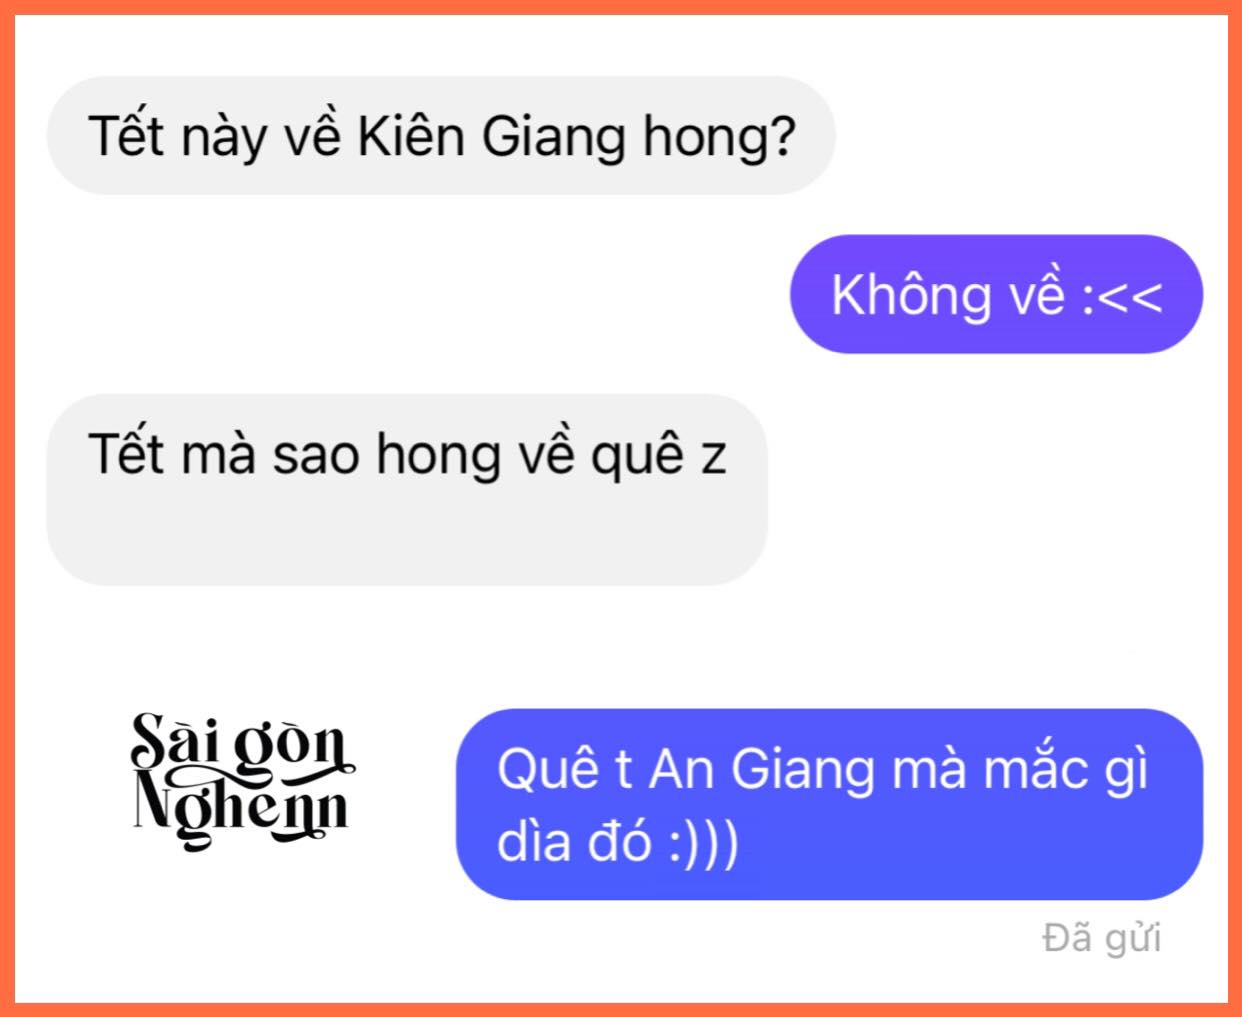 Tết này về Kiên Giang hong?
Không về :<<
Tết mà sao hong về quê z
Sài gòn
Nghênn
Quê t An Giang mà mắc gì
dìa đó :)))
Đã gửi